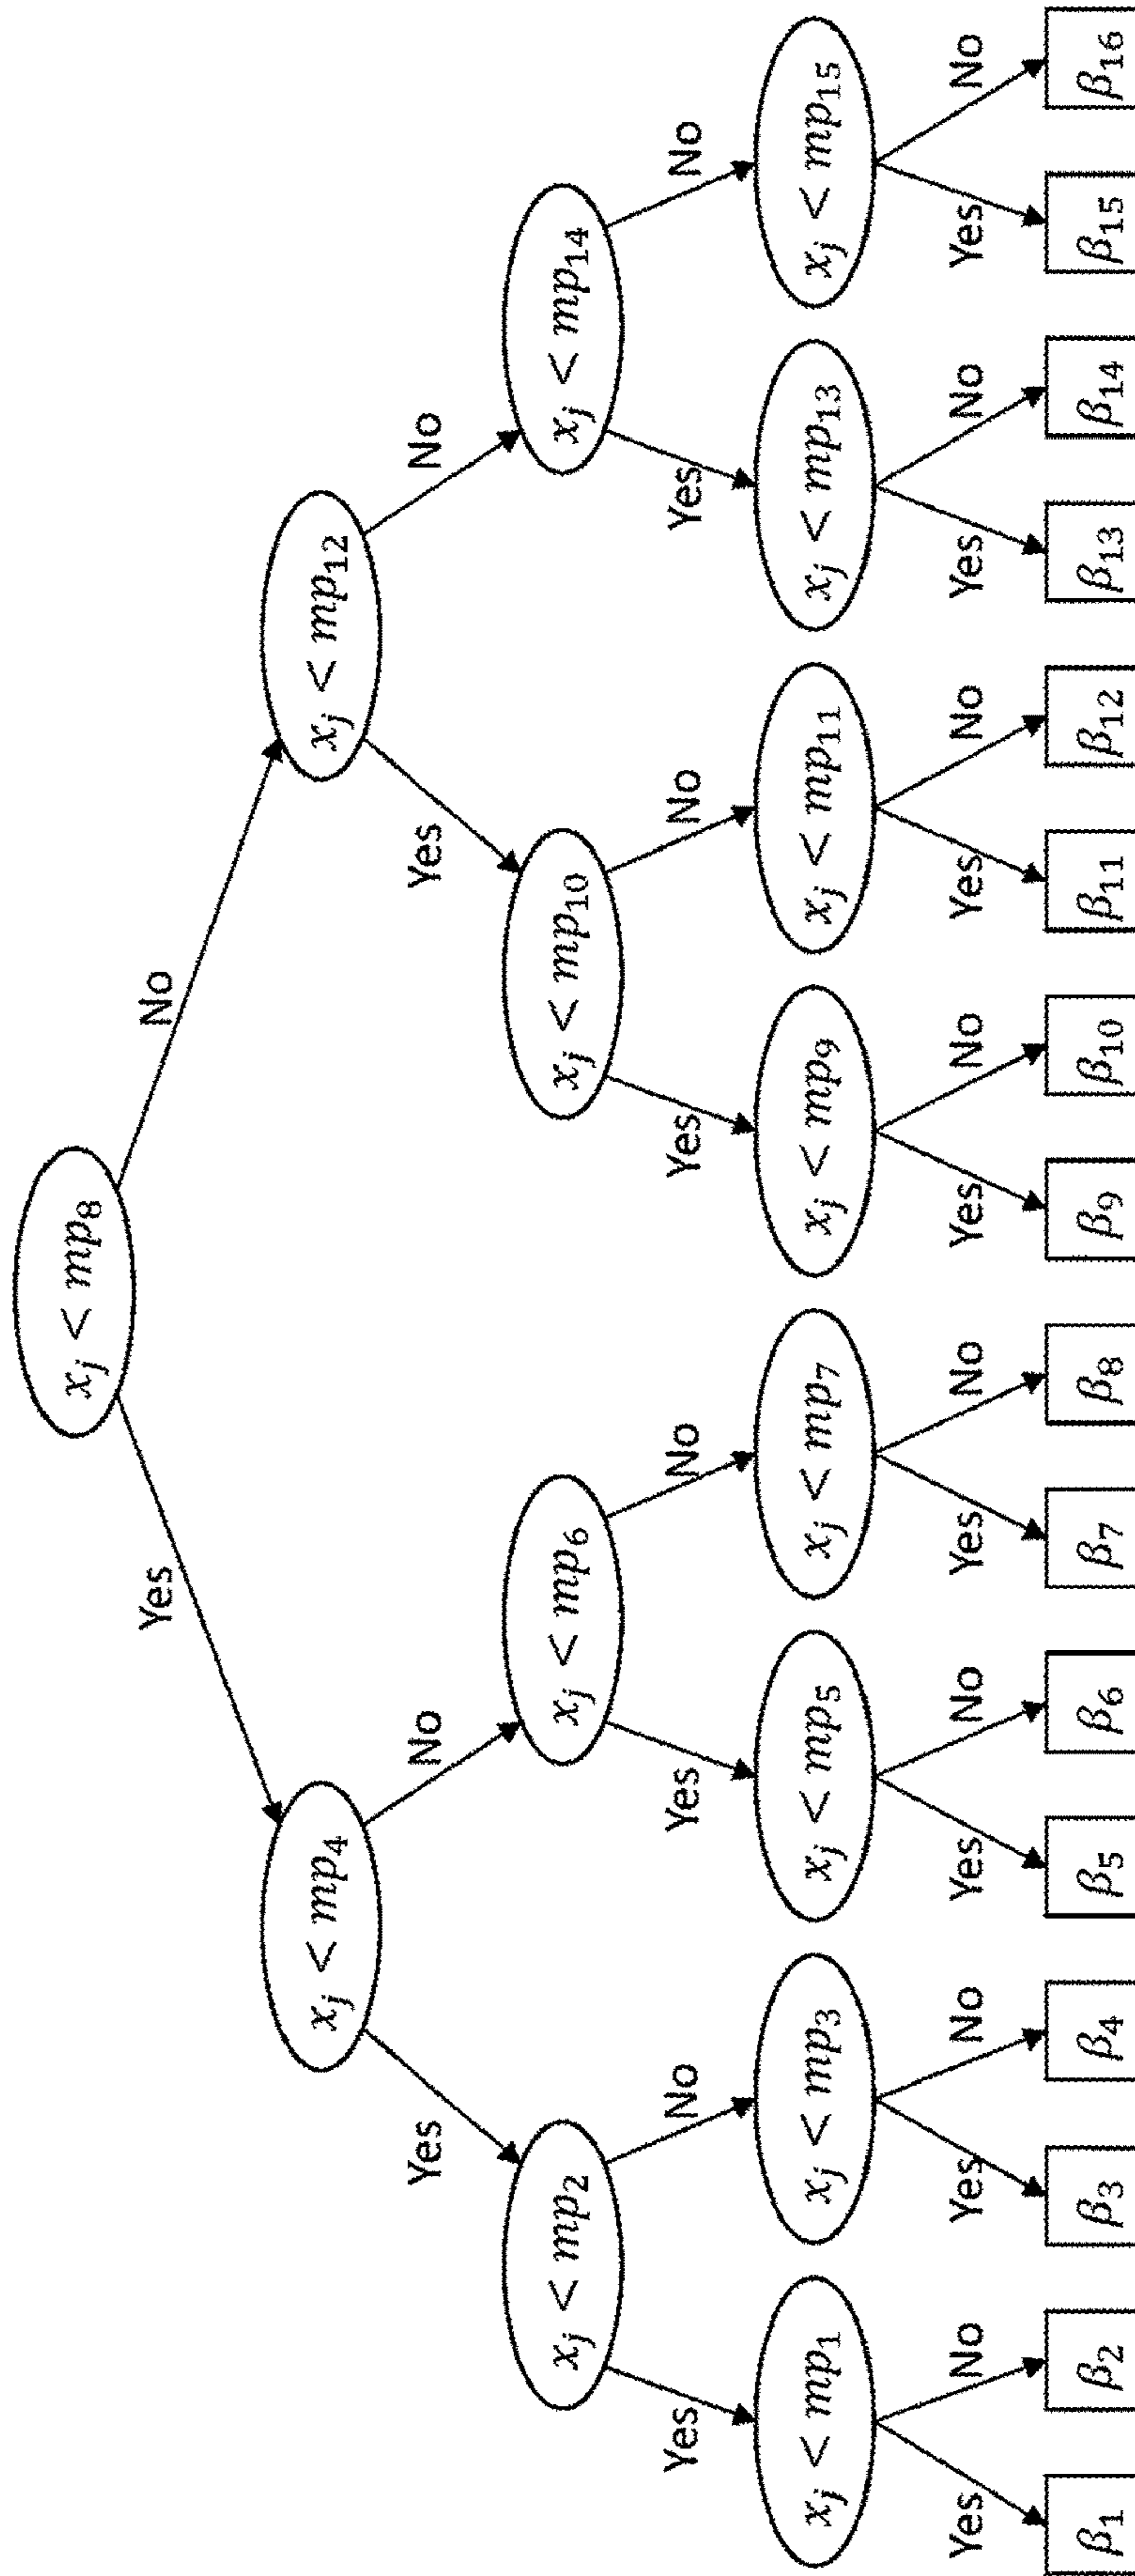 x_j < mp_8
Yes
No
x_j < mp_4
x_j < mp_12
Yes
No
Yes
No
x_j < mp_2
x_j < mp_6
x_j < mp_10
x_j < mp_14
Yes
No
Yes
No
Yes
No
Yes
No
x_j < mp_1
x_j < mp_3
x_j < mp_5
x_j < mp_7
x_j < mp_9
x_j < mp_11
x_j < mp_13
x_j < mp_15
Yes
No
Yes
No
Yes
No
Yes
No
Yes
No
Yes
No
Yes
No
Yes
No
β_1
β_2
β_3
β_4
β_5
β_6
β_7
β_8
β_9
β_10
β_11
β_12
β_13
β_14
β_15
β_16